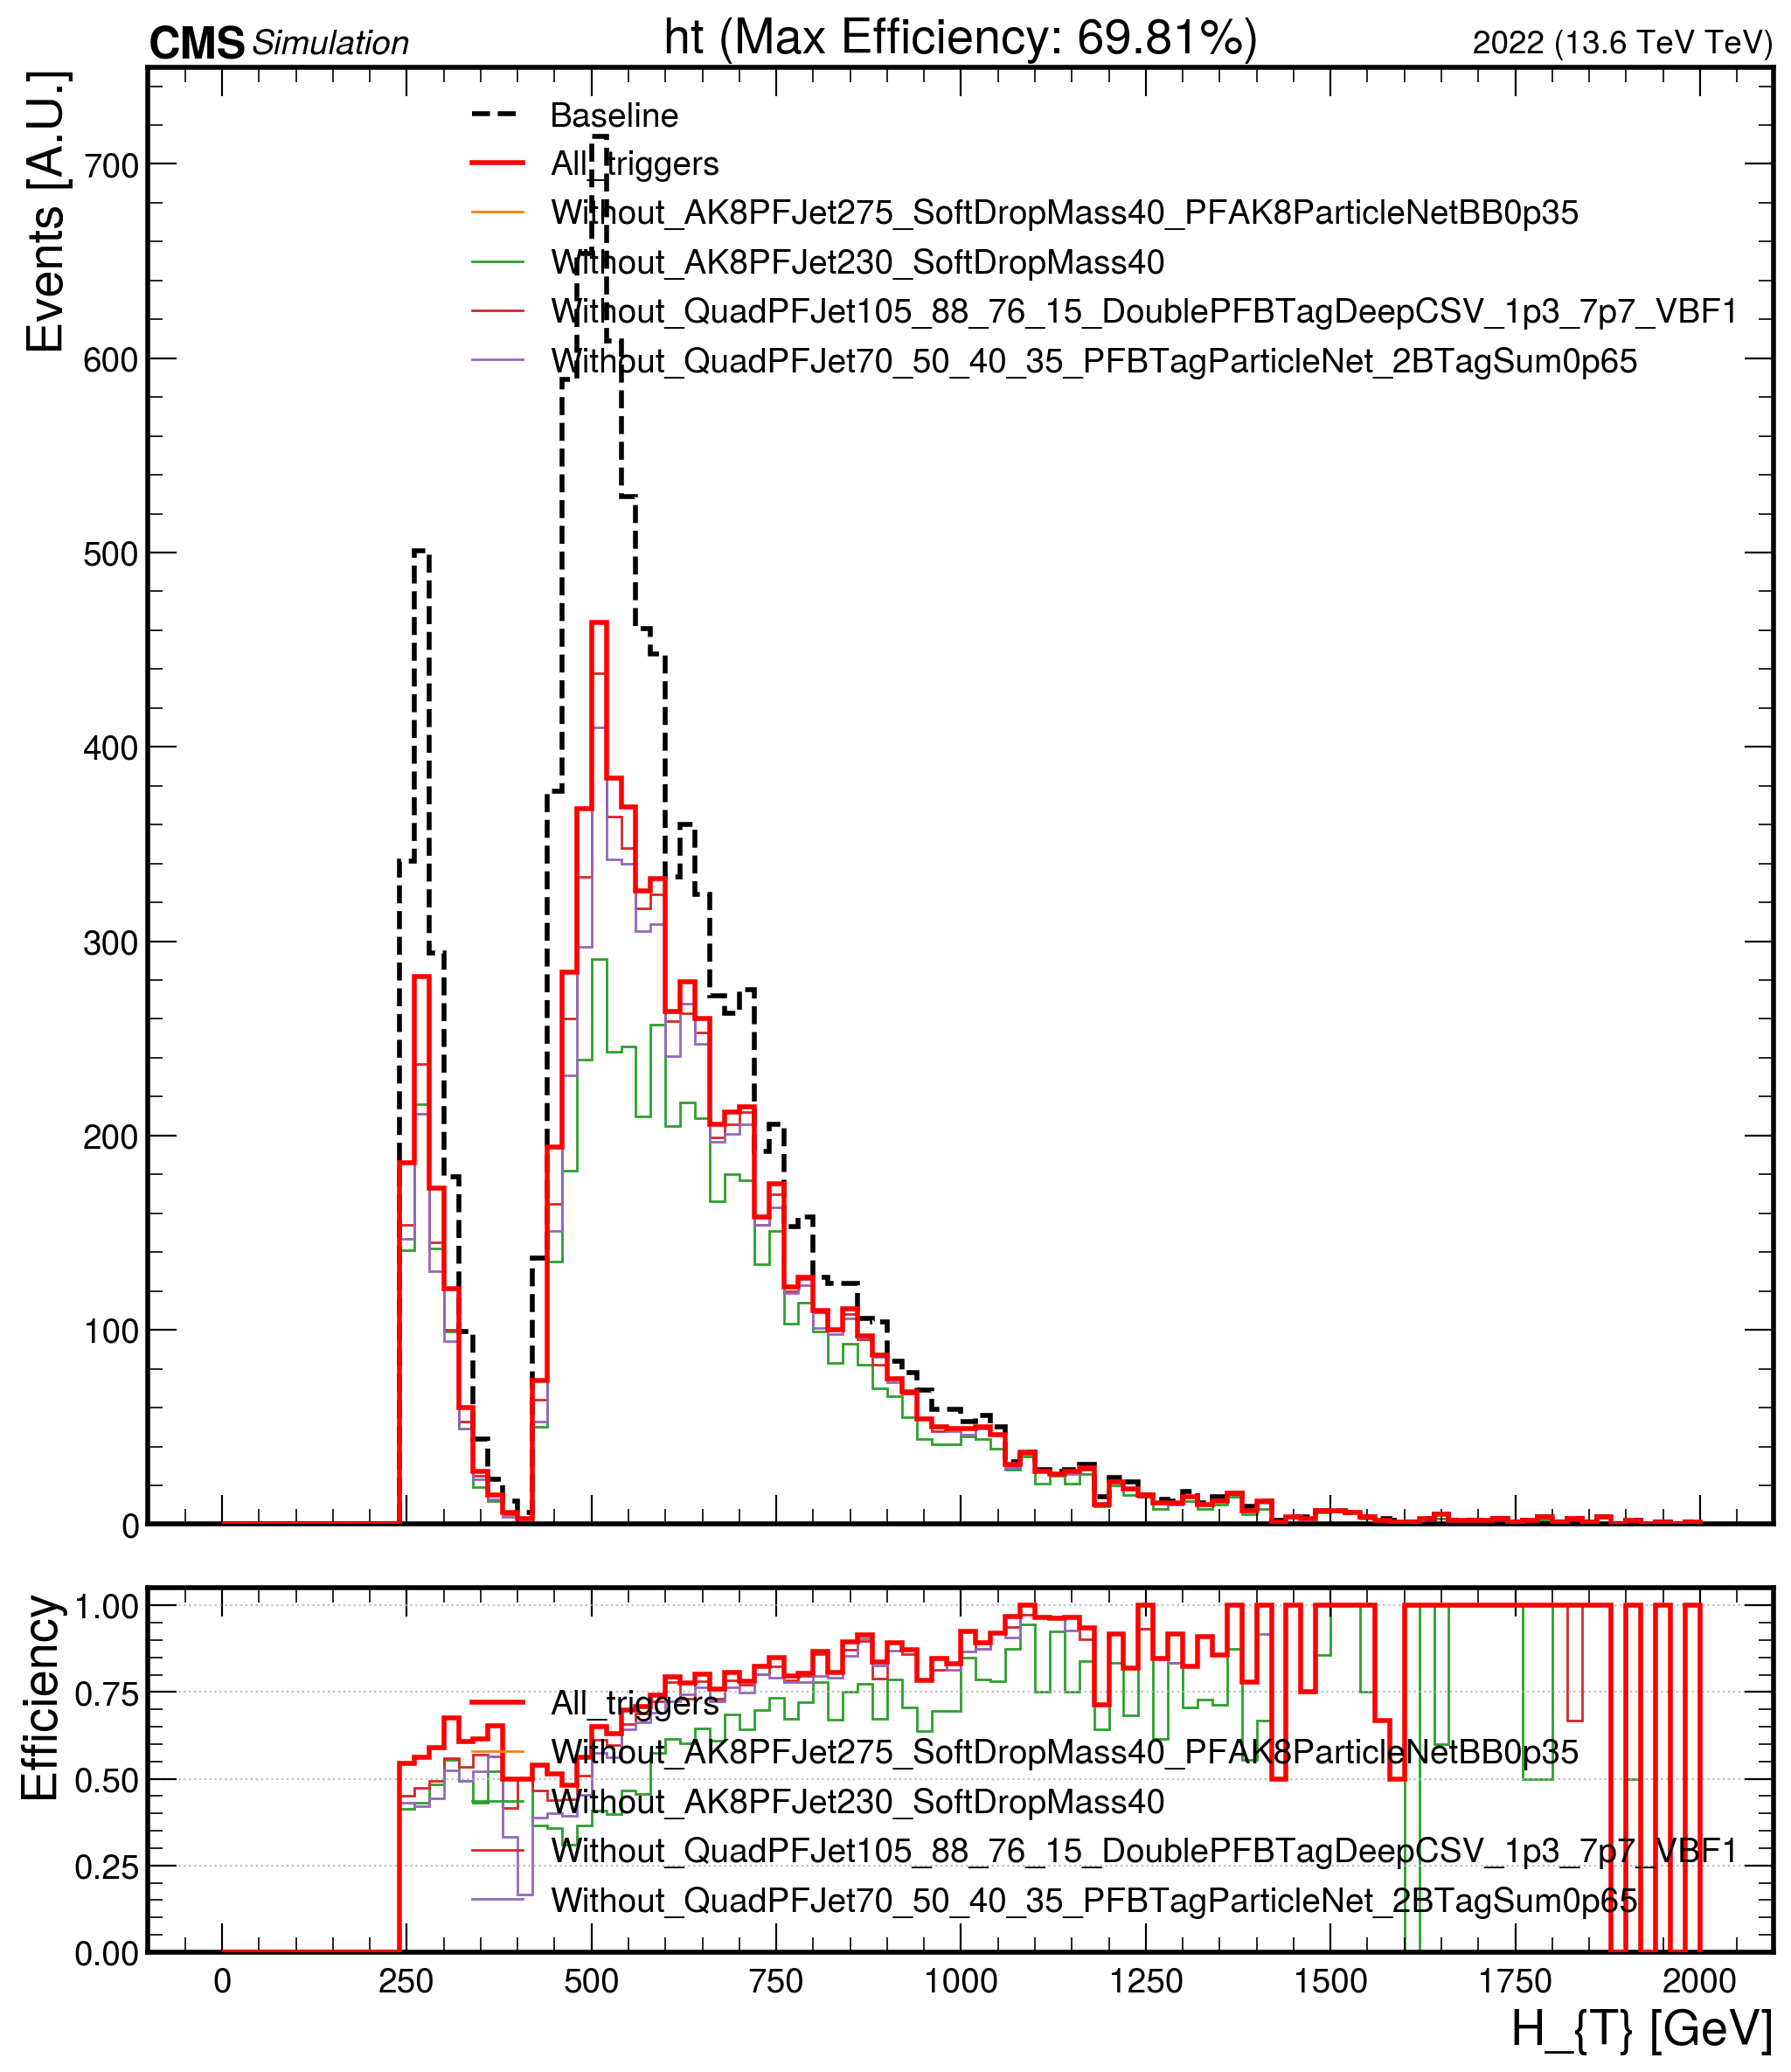 CMS Simulation ht (Max Efficiency: 69.81%) 2022 (13.6 TeV TeV)
Events [A.U.]
Baseline
All_triggers
Without_AK8PFJet275_SoftDropMass40_PFAK8ParticleNetBB0p35
Without_AK8PFJet230_SoftDropMass40
Without_QuadPFJet105_88_76_15_DoublePFBTagDeepCSV_1p3_7p7_VBF1
Without_QuadPFJet70_50_40_35_PFBTagParticleNet_2BTagSum0p65
700
600
500
400
300
200
100
0
Efficiency
1.00
0.75
0.50
0.25
0.00
All_triggers
Without_AK8PFJet275_SoftDropMass40_PFAK8ParticleNetBB0p35
Without_AK8PFJet230_SoftDropMass40
Without_QuadPFJet105_88_76_15_DoublePFBTagDeepCSV_1p3_7p7_VBF1
Without_QuadPFJet70_50_40_35_PFBTagParticleNet_2BTagSum0p65
0 250 500 750 1000 1250 1500 1750 2000
H_{T} [GeV]